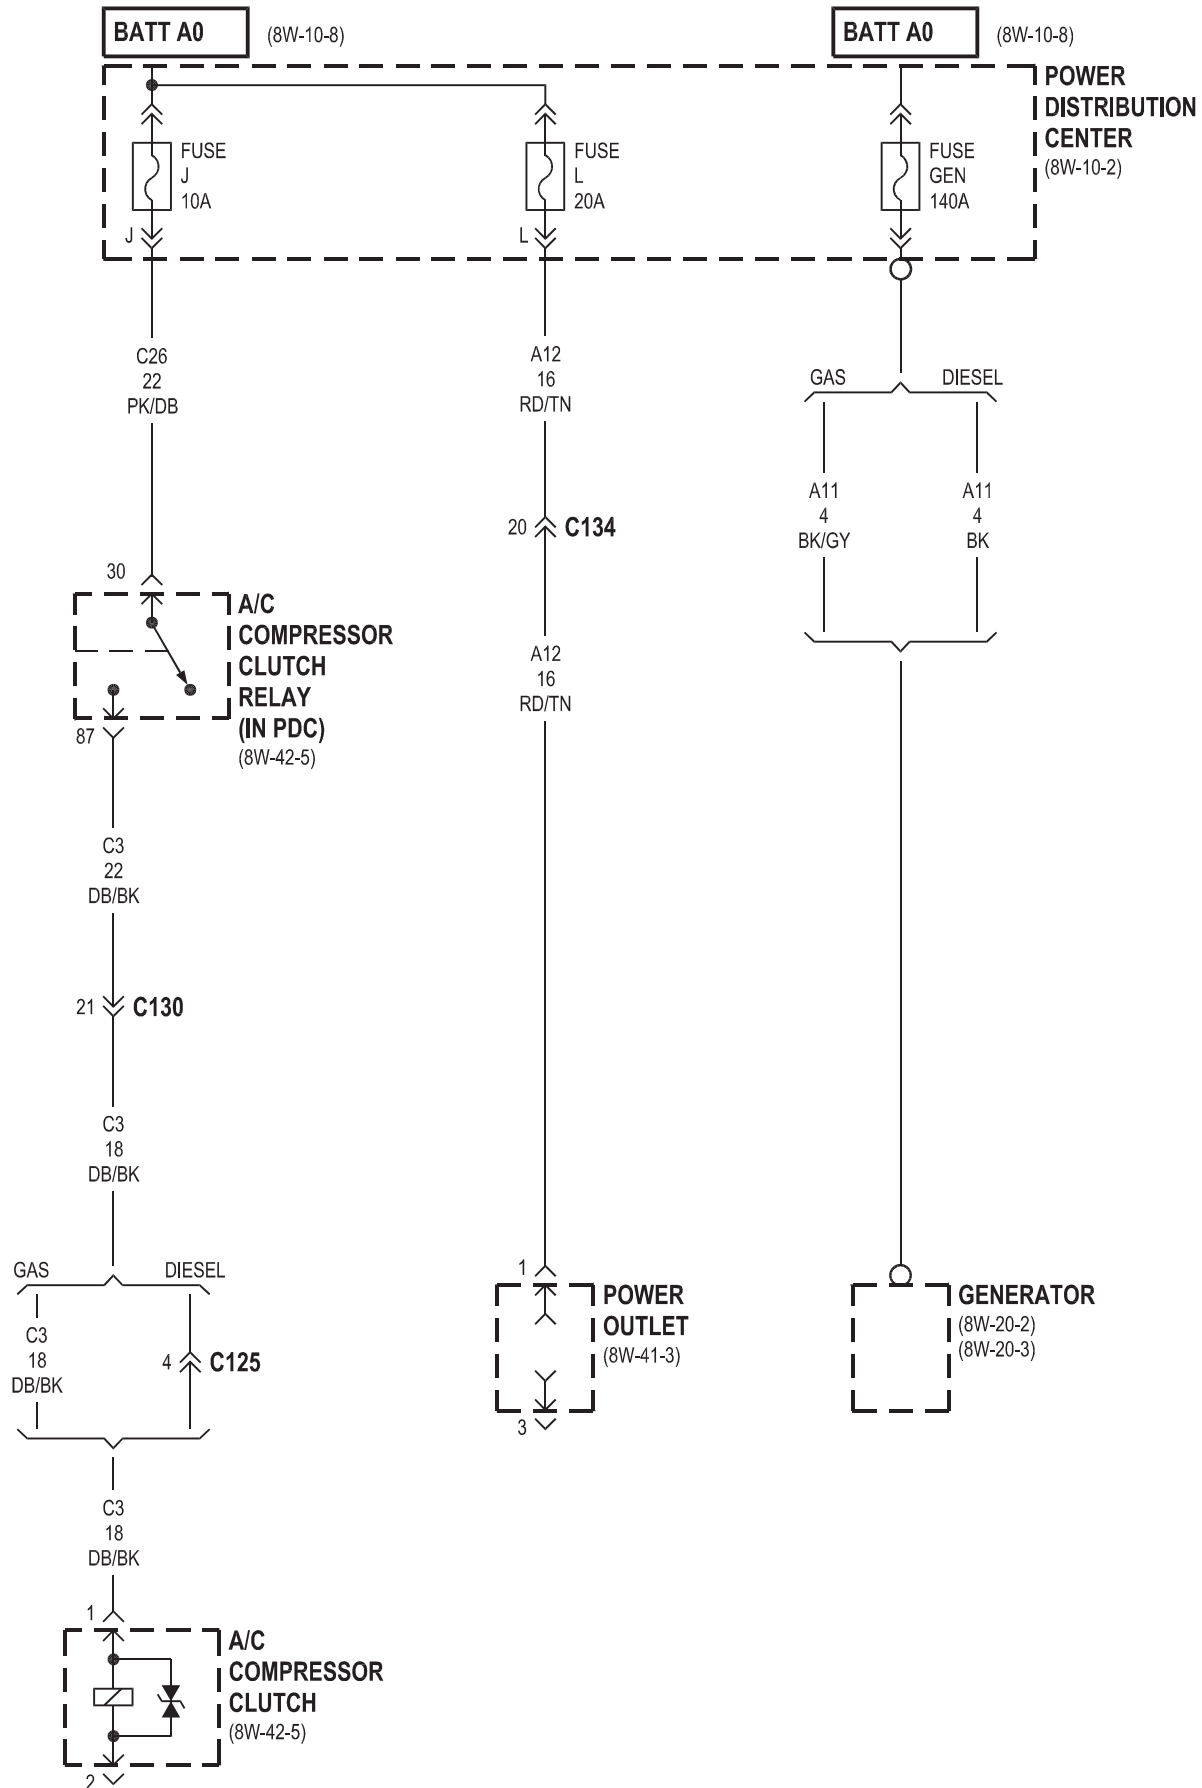 BATT A0 (8W-10-8)
BATT A0 (8W-10-8)
POWER
DISTRIBUTION
CENTER
(8W-10-2)
FUSE
J
10A
FUSE
L
20A
FUSE
GEN
140A
J
L
C26
22
PK/DB
A12
16
RD/TN
GAS DIESEL
A11
4
BK/GY
A11
4
BK
20 C134
30
A/C
COMPRESSOR
CLUTCH
RELAY
(IN PDC)
(8W-42-5)
87
A12
16
RD/TN
C3
22
DB/BK
21 C130
C3
18
DB/BK
GAS DIESEL
C3
18
DB/BK
4 C125
1
POWER
OUTLET
(8W-41-3)
3
GENERATOR
(8W-20-2)
(8W-20-3)
C3
18
DB/BK
1
A/C
COMPRESSOR
CLUTCH
(8W-42-5)
2